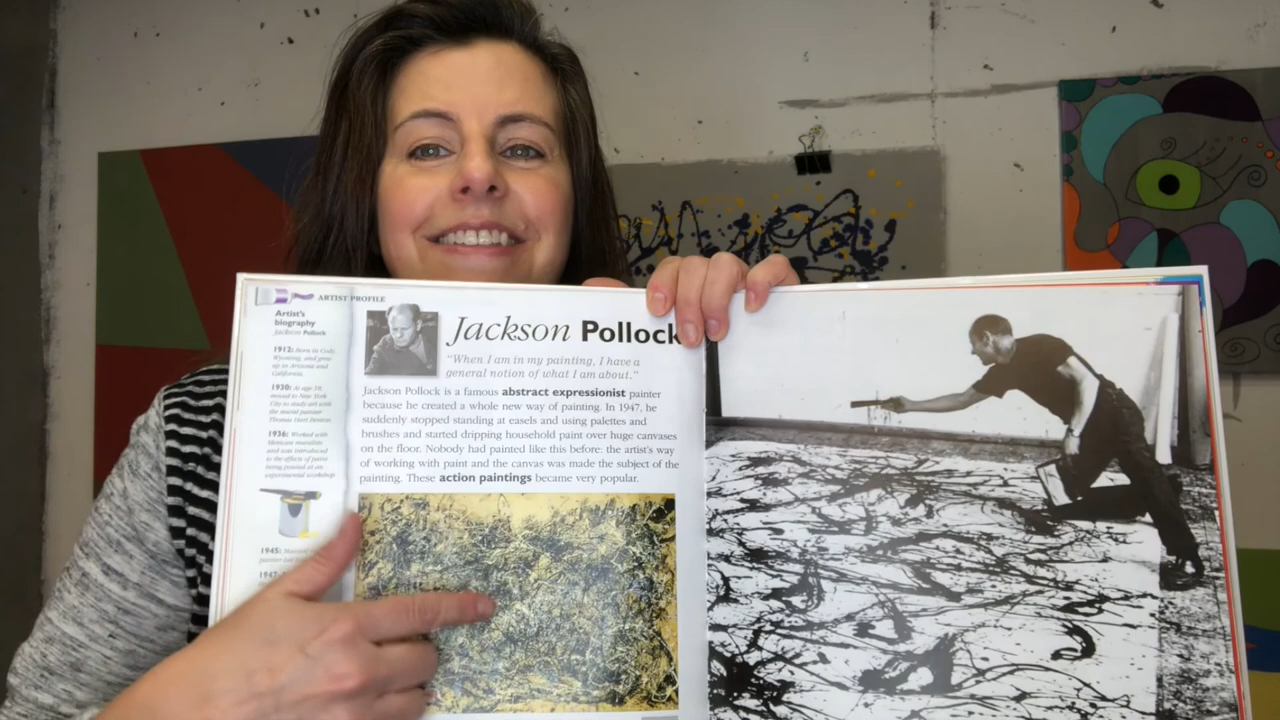 ARTIST PROFILE
Artist's
biography
Jackson Pollock
1912: Born in Cody,
Wyoming, and grew
up in Arizona and
California.
1930: At age 18,
moved to New York
City to study art with
the mural painter
Thomas Hart Benton.
1936: Worked with
Mexican muralists
and was introduced
to the effects of paint
being poured at an
experimental workshop
1945:
painter
1947:
Jackson Pollock
"When I am in my painting, I have a
general notion of what I am about."
Jackson Pollock is a famous abstract expressionist painter
because he created a whole new way of painting. In 1947, he
suddenly stopped standing at easels and using palettes and
brushes and started dripping household paint over huge canvases
on the floor. Nobody had painted like this before: the artist's way
of working with paint and the canvas was made the subject of the
painting. These action paintings became very popular.